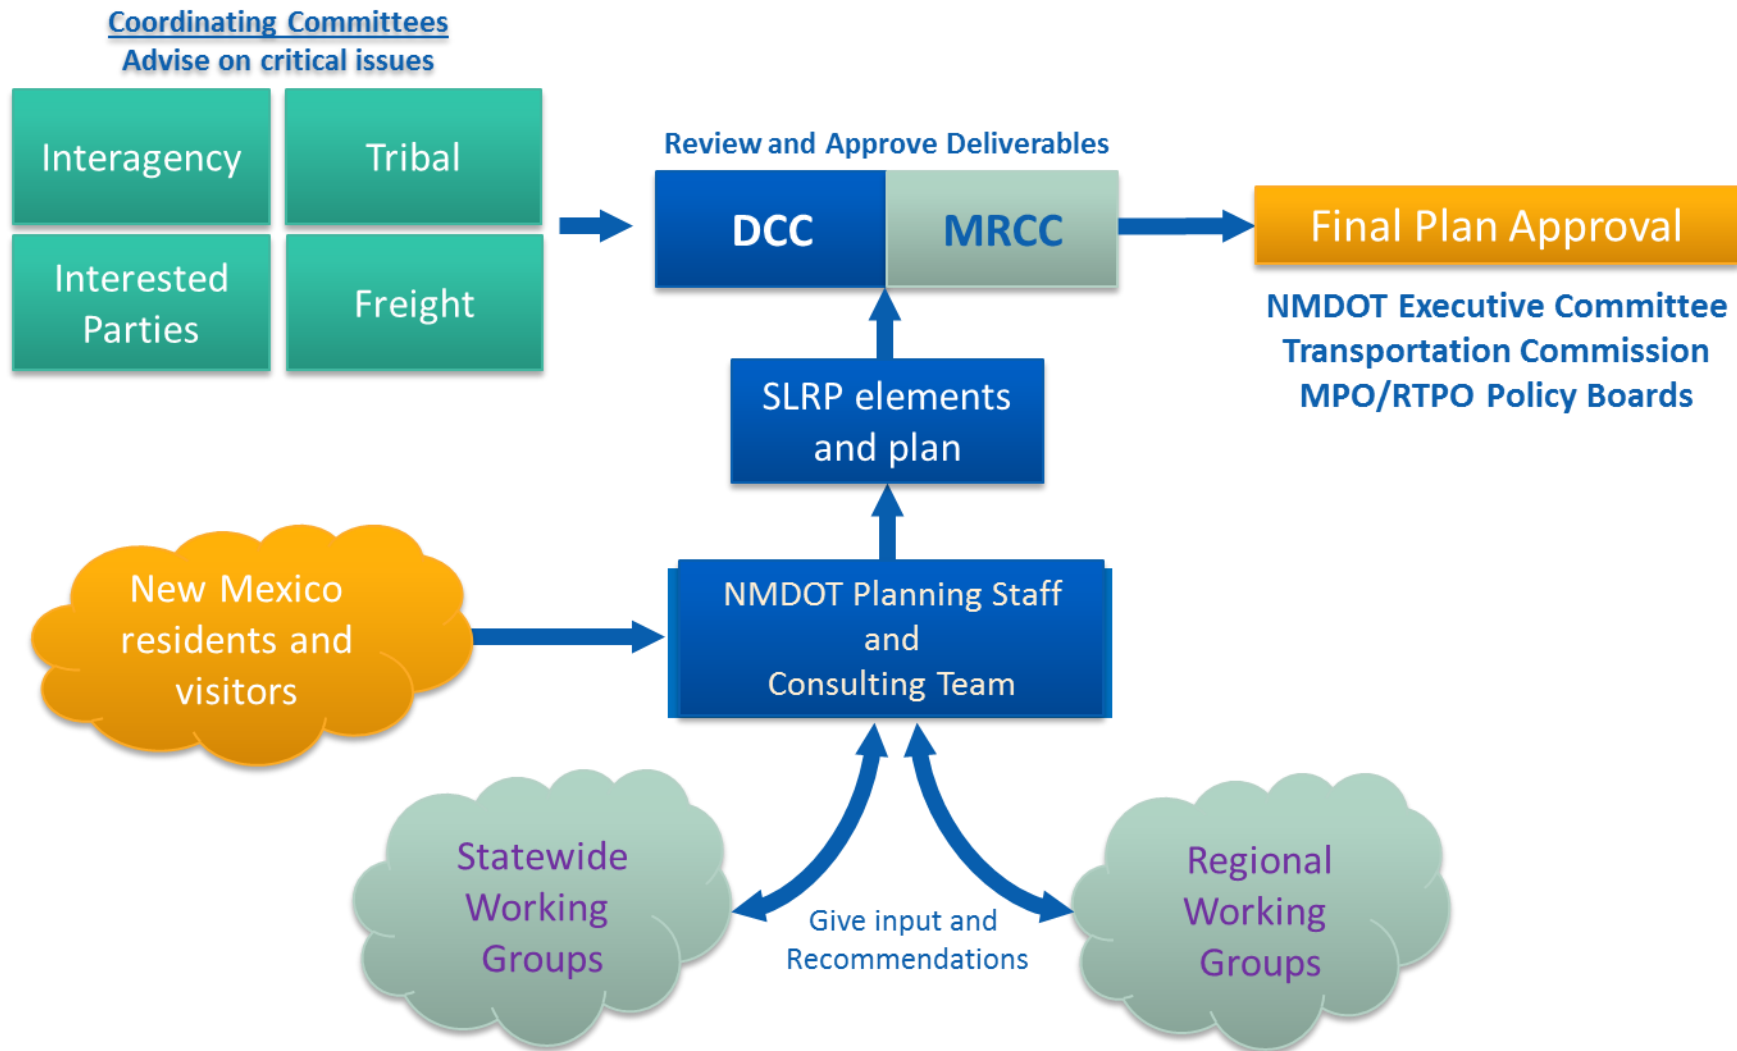 Coordinating Committees
Advise on critical issues
Interagency
Tribal
Interested
Parties
Freight
Review and Approve Deliverables
DCC
MRCC
Final Plan Approval
NMDOT Executive Committee
Transportation Commission
MPO/RTPO Policy Boards
SLRP elements
and plan
New Mexico
residents and
visitors
NMDOT Planning Staff
and
Consulting Team
Statewide
Working
Groups
Give input and
Recommendations
Regional
Working
Groups